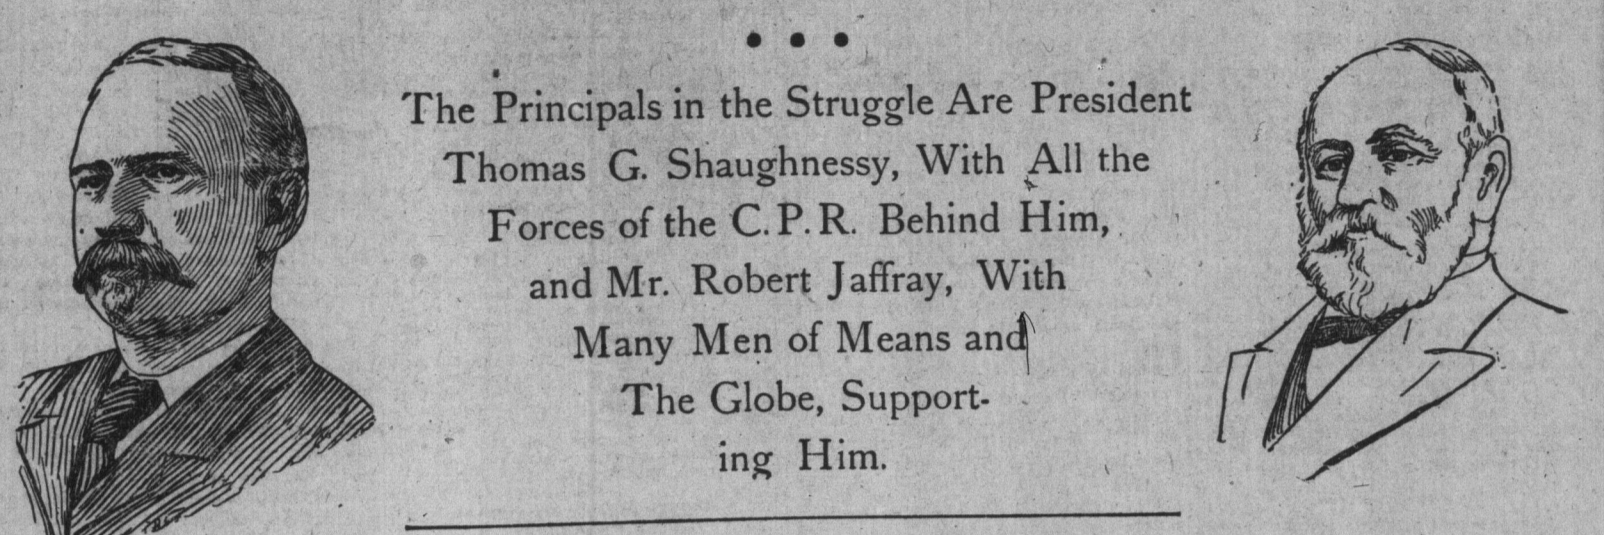 The Principals in the Struggle Are President
Thomas G. Shaughnessy, With All the
Forces of the C. P. R. Behind Him,
and Mr. Robert Jaffray, With
Many Men of Means and
The Globe, Support-
ing Him.